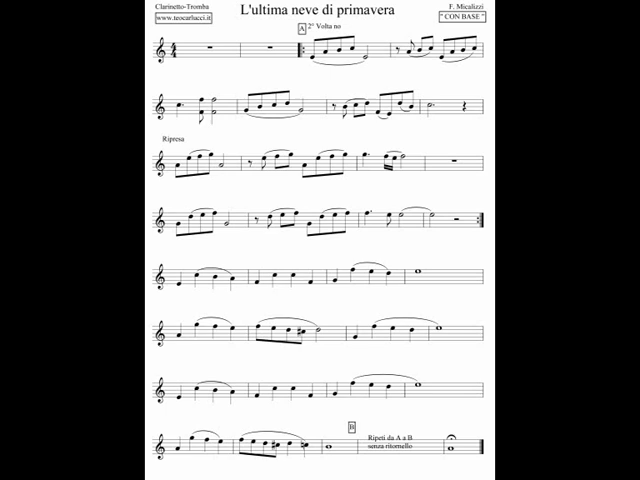 Clarinetto-Tromba
L'ultima neve di primavera
F. Micalizzi
www.teocarlucci.it
" CON BASE "
A
2° Volta no
Ripresa
B
Ripeti da A a B
senza ritornello